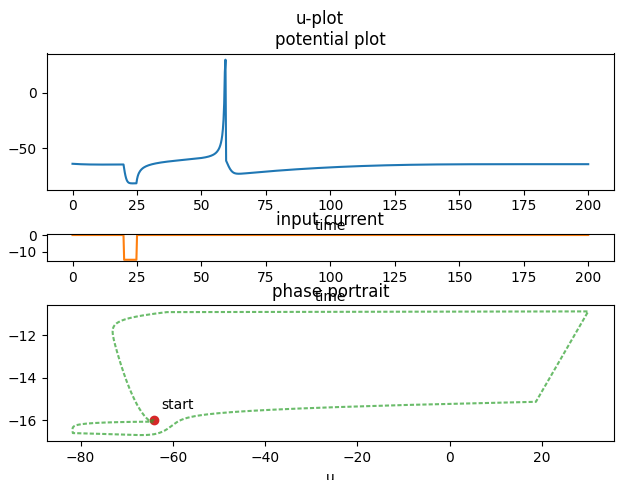 u-plot
potential plot
0
−50
0 25 50 75 100 125 150 175 200
time
input current
0
−10
0 25 50 75 100 125 150 175 200
time
phase portrait
−12
−14
−16
start
−80 −60 −40 −20 0 20
u